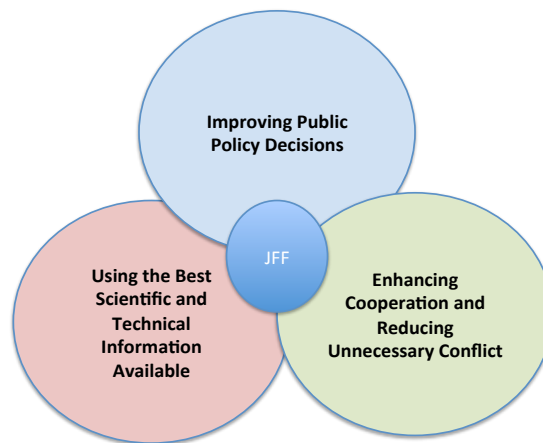 Improving Public
Policy Decisions
JFF
Using the Best
Scientific and
Technical
Information
Available
Enhancing
Cooperation and
Reducing
Unnecessary Conflict